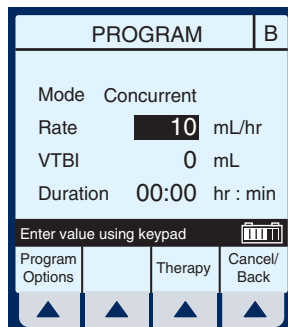 PROGRAM B
Mode Concurrent
Rate 10 mL/hr
VTBI 0 mL
Duration 00:00 hr : min
Enter value using keypad
Program Options Therapy Cancel/ Back